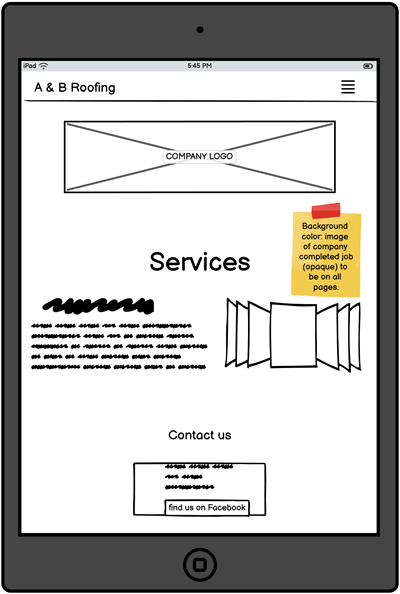 iPad
5:45 PM
A & B Roofing
COMPANY LOGO
Background
color: image
of company
completed job
(opaque) to
be on all
pages.
Services
Contact us
find us on Facebook